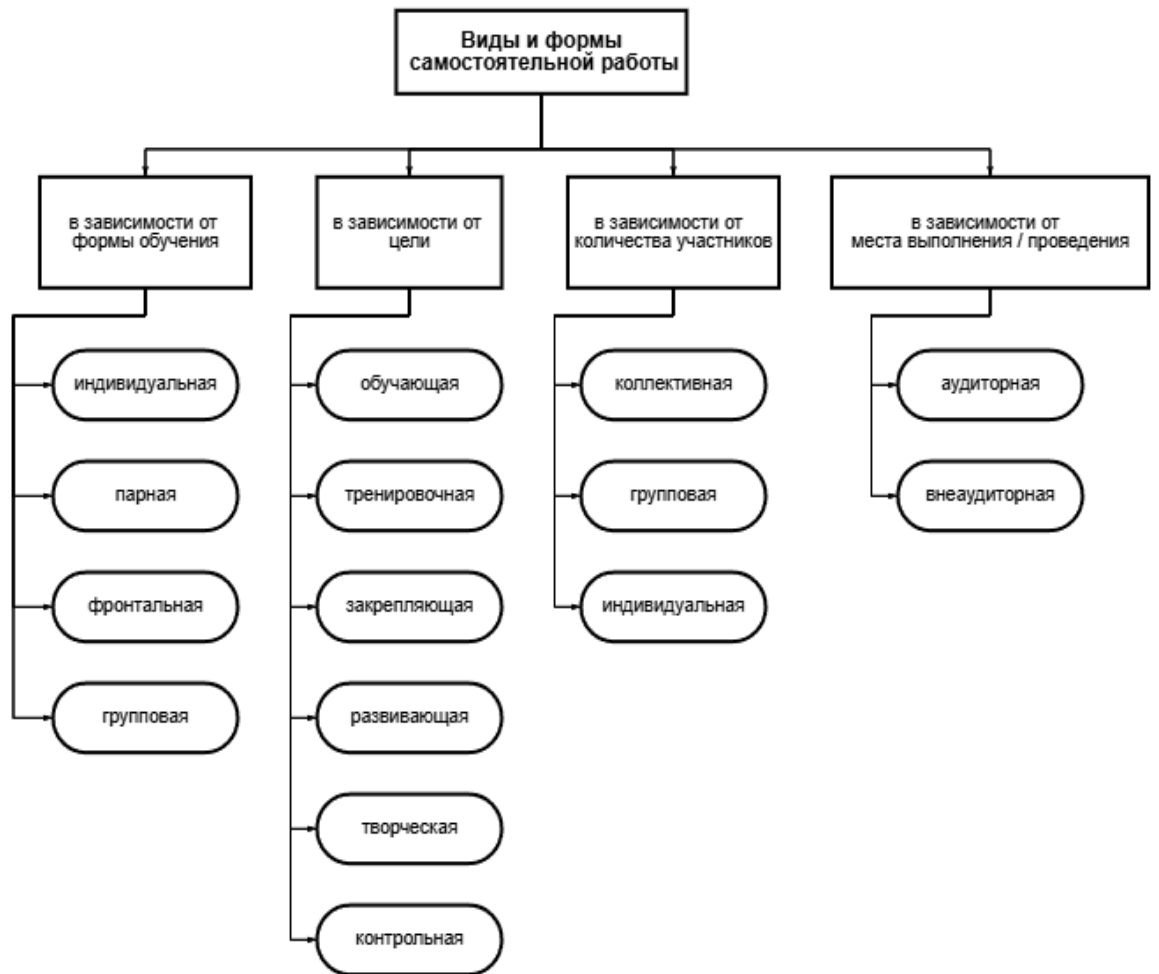 Виды и формы
самостоятельной работы
в зависимости от
формы обучения
индивидуальная
парная
фронтальная
групповая
в зависимости от
цели
обучающая
тренировочная
закрепляющая
развивающая
творческая
контрольная
в зависимости от
количества участников
коллективная
групповая
индивидуальная
в зависимости от
места выполнения / проведения
аудиторная
внеаудиторная